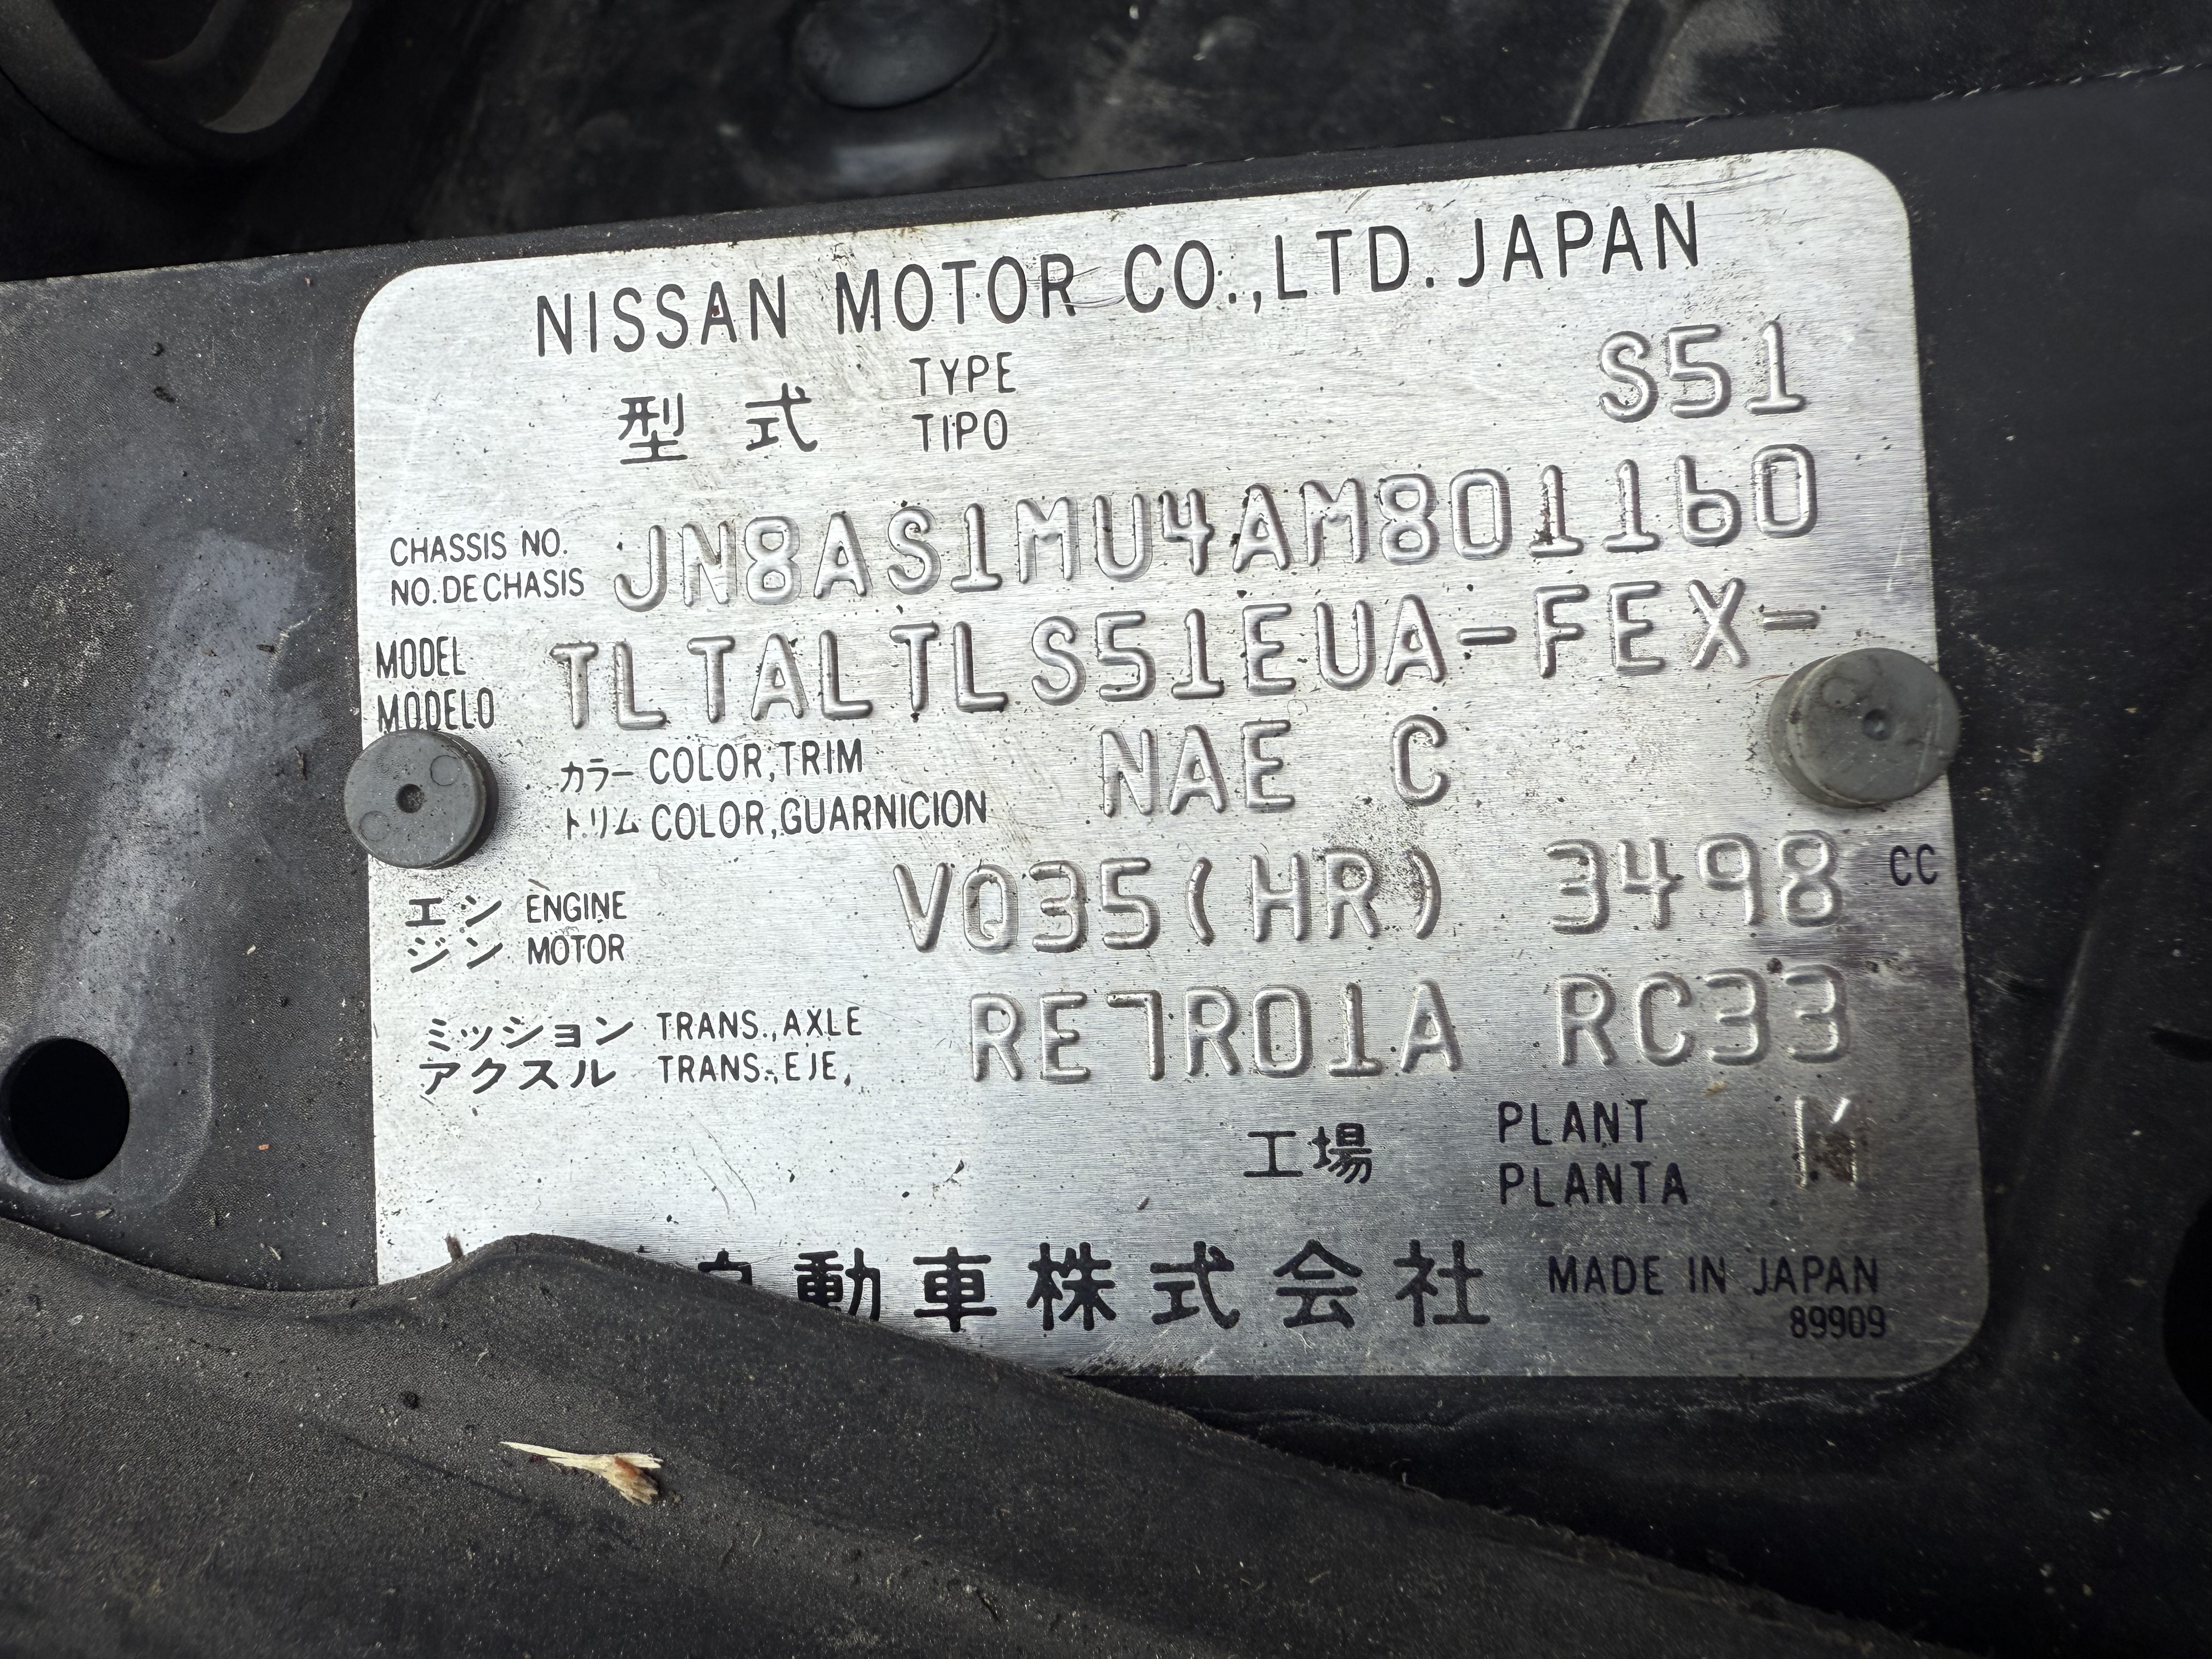 NISSAN MOTOR CO.,LTD. JAPAN
型式 TYPE TIPO S51
CHASSIS NO.
NO. DE CHASIS JN8AS1MU4AM801160
MODEL
MODELO TLTALTLS51EUA-FEX-
カラー COLOR,TRIM
トリム COLOR,GUARNICION NAE C
エンジン ENGINE
MOTOR VQ35(HR) 3498 CC
ミッション TRANS.,AXLE
アクスル TRANS.,EJE, RE7R01A RC33
工場 PLANT
PLANTA M
自動車株式会社 MADE IN JAPAN
89909